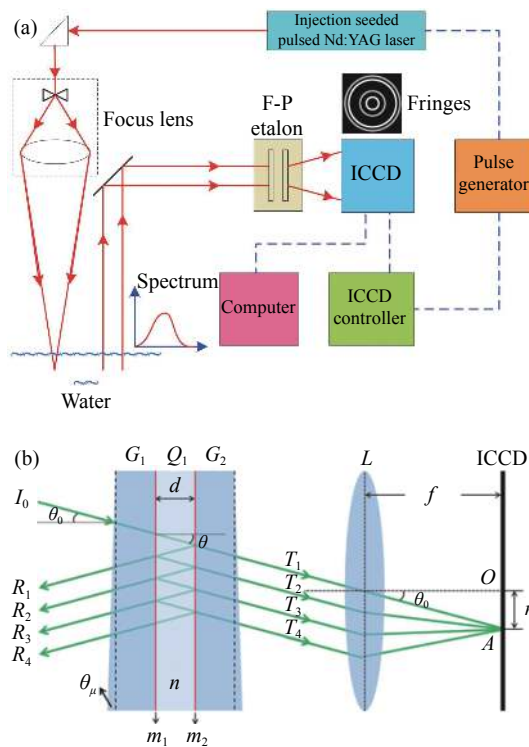 (a)
Injection seeded
pulsed Nd:YAG laser
Focus lens
F-P
etalon
Fringes
ICCD
Pulse
generator
Spectrum
Computer
ICCD
controller
Water
(b)
G₁
Q₁
G₂
L
ICCD
I₀
d
f
θ₀
θ
T₁
T₂
T₃
T₄
O
θ₀
A
R₁
R₂
R₃
R₄
n
θμ
m₁
m₂